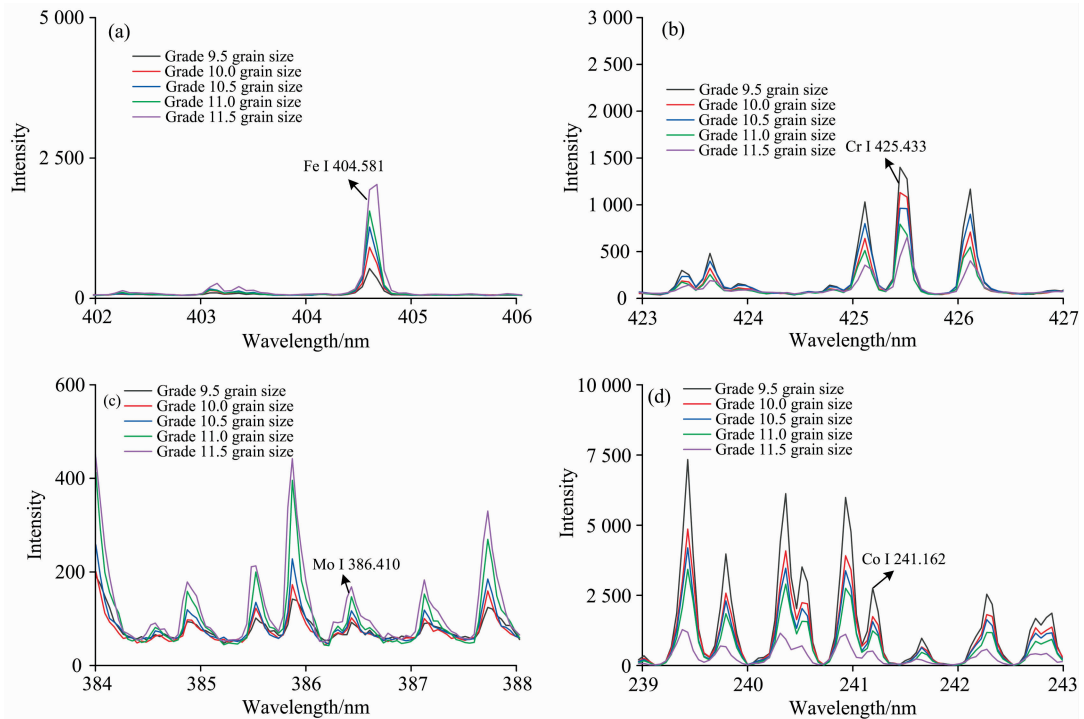 (a)
5 000
2 500
0
Intensity
Grade 9.5 grain size
Grade 10.0 grain size
Grade 10.5 grain size
Grade 11.0 grain size
Grade 11.5 grain size
Fe I 404.581
402 403 404 405 406
Wavelength/nm
(b)
3 000
2 500
2 000
1 500
1 000
500
0
Intensity
Grade 9.5 grain size
Grade 10.0 grain size
Grade 10.5 grain size
Grade 11.0 grain size
Grade 11.5 grain size
Cr I 425.433
423 424 425 426 427
Wavelength/nm
(c)
600
400
200
0
Intensity
Grade 9.5 grain size
Grade 10.0 grain size
Grade 10.5 grain size
Grade 11.0 grain size
Grade 11.5 grain size
Mo I 386.410
384 385 386 387 388
Wavelength/nm
(d)
10 000
7 500
5 000
2 500
0
Intensity
Grade 9.5 grain size
Grade 10.0 grain size
Grade 10.5 grain size
Grade 11.0 grain size
Grade 11.5 grain size
Co I 241.162
239 240 241 242 243
Wavelength/nm